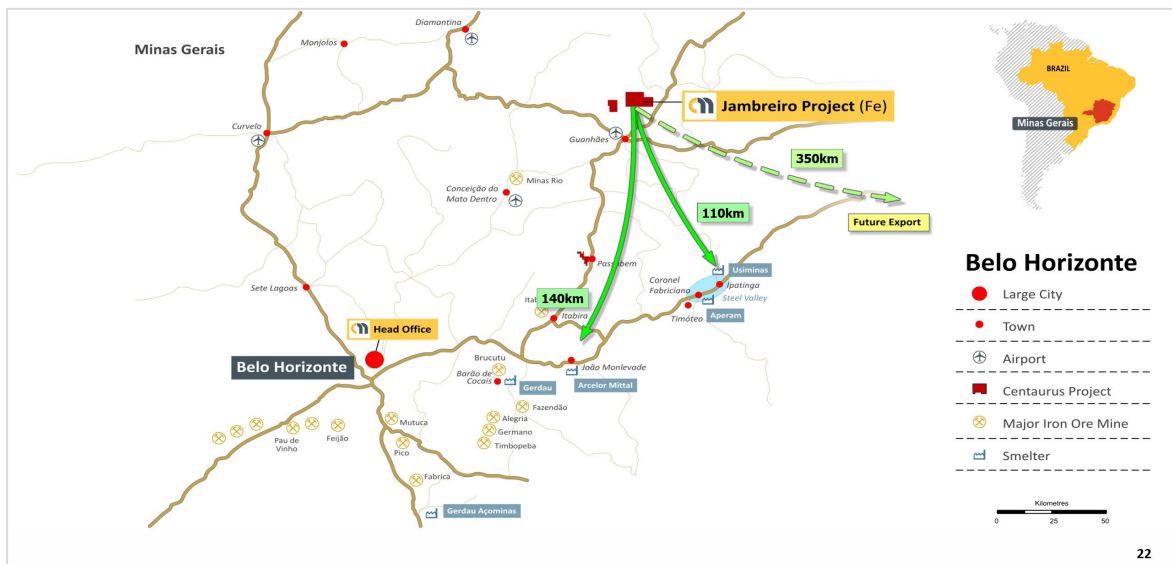 Minas Gerais
Diamantina
Monjolos
BRAZIL
Minas Gerais
Jambreiro Project (Fe)
Curvelo
Guanhães
350km
Minas Rio
Conceição do
Mato Dentro
110km
Future Export
Passabem
Usiminas
Coronel
Fabriciano
Ipatinga
Steel Valley
Sete Lagoas
140km
Itab
Itabira
Timóteo
Aperam
Head Office
Belo Horizonte
Brucutu
Barão de
Cocais
Gerdau
João Monlevade
Arcelor Mittal
Fazendão
Alegria
Germano
Timbopeba
Mutuca
Pico
Pau de
Vinho
Feijão
Fabrica
Gerdau Açominas
Belo Horizonte
Large City
Town
Airport
Centaurus Project
Major Iron Ore Mine
Smelter
Kilometres
0 25 50
22